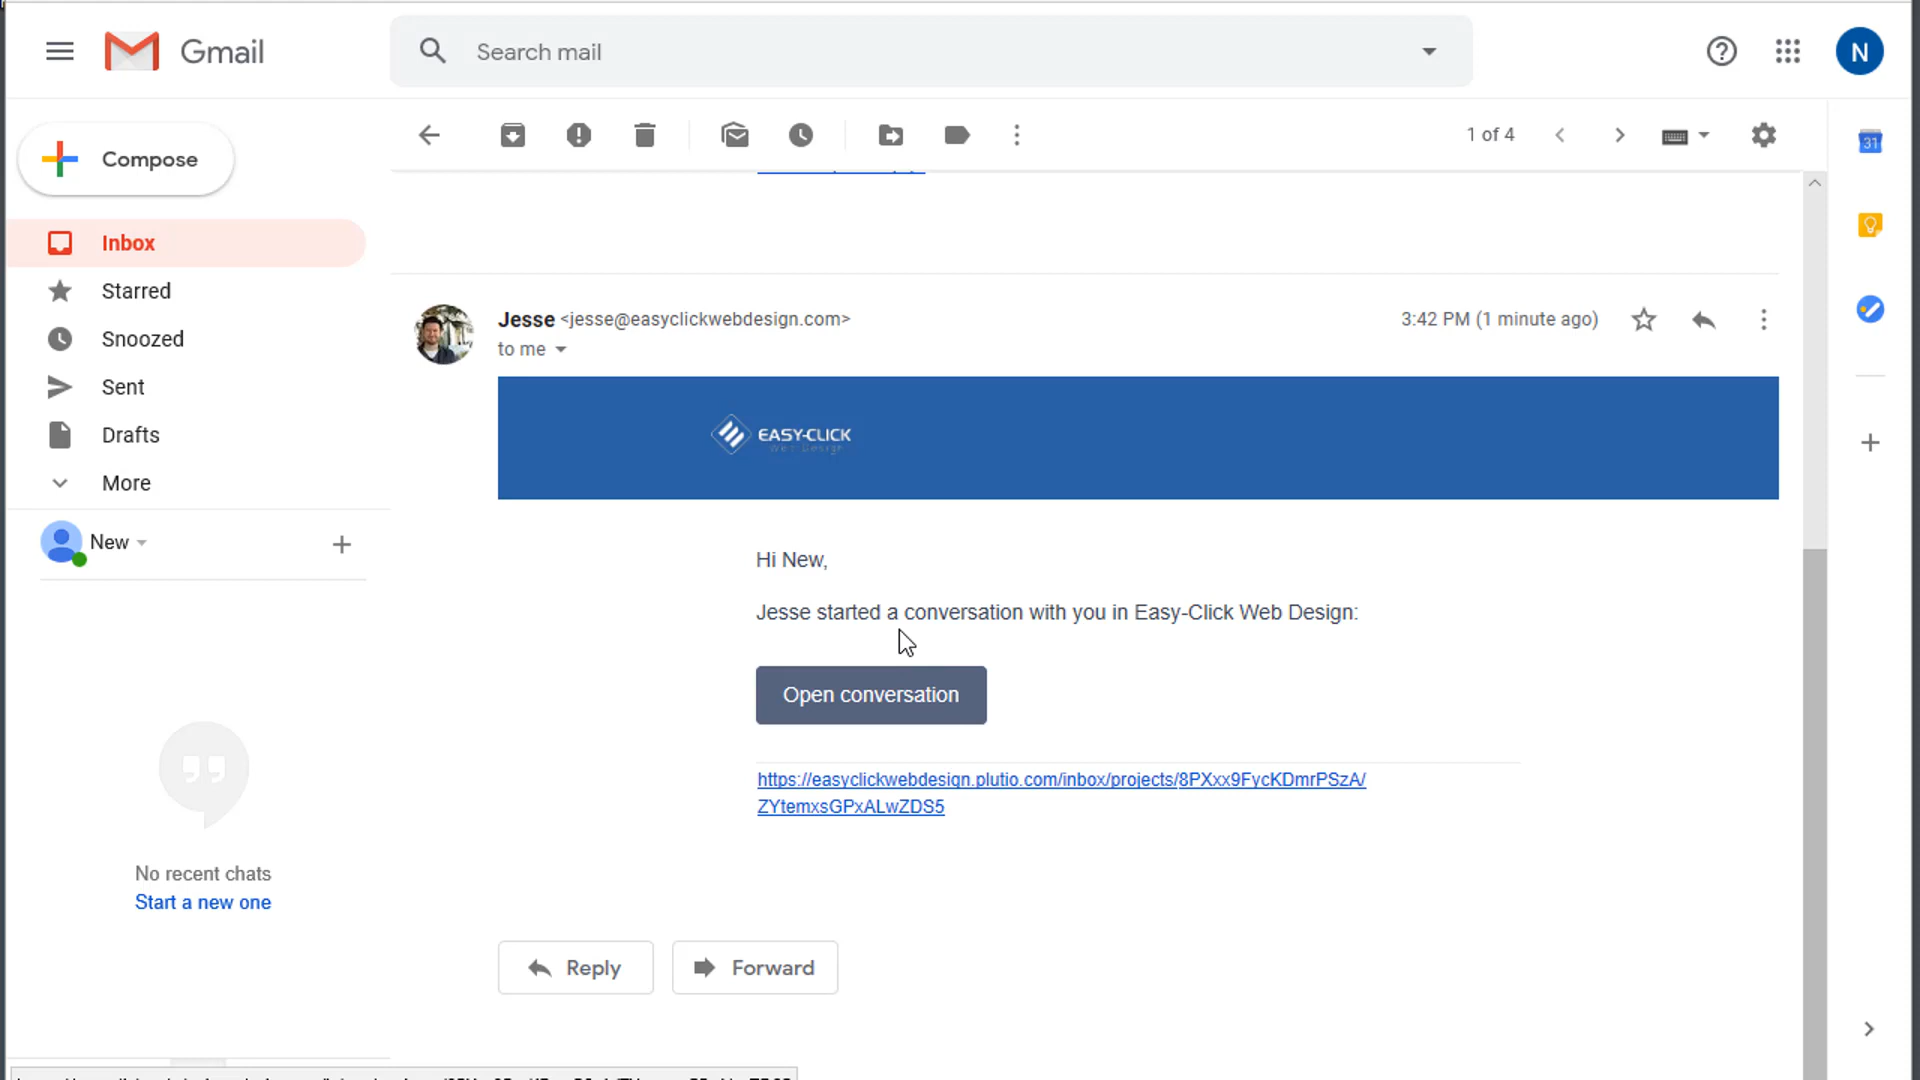 Gmail
Search mail
N
Compose
1 of 4
31
Inbox
Starred
Snoozed
Sent
Drafts
More
New
No recent chats
Start a new one
Jesse <jesse@easyclickwebdesign.com>
3:42 PM (1 minute ago)
to me
EASY-CLICK
Web Design
Hi New,
Jesse started a conversation with you in Easy-Click Web Design:
Open conversation
https://easyclickwebdesign.plutio.com/inbox/projects/8PXxx9FycKDmrPSzA/
ZYtemxsGPxALwZDS5
Reply
Forward